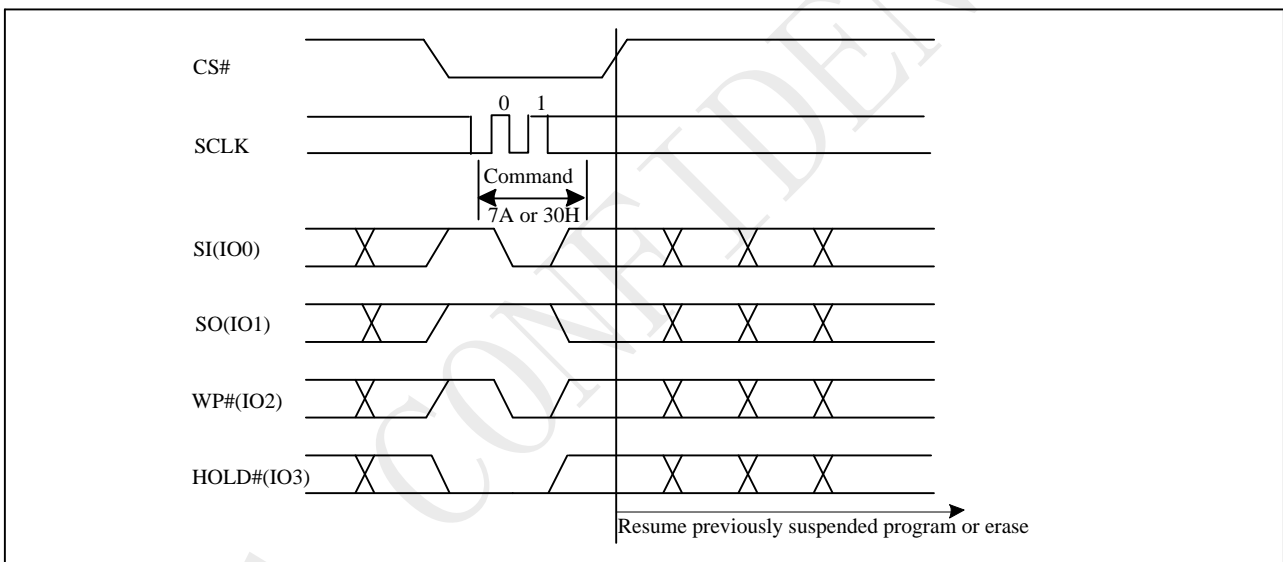 CS#
0 1
SCLK
Command
7A or 30H
SI(IO0)
SO(IO1)
WP#(IO2)
HOLD#(IO3)
Resume previously suspended program or erase